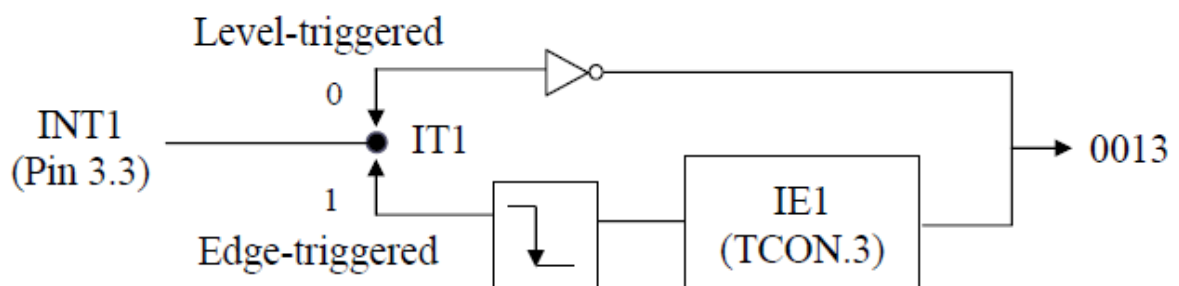 Level-triggered
0
INT1
(Pin 3.3)
IT1
0013
1
IE1
(TCON.3)
Edge-triggered